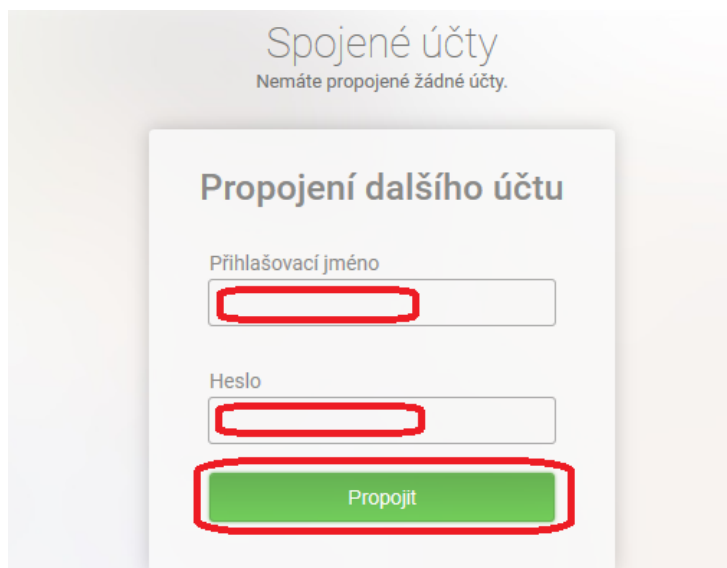 Spojené účty
Nemáte propojené žádné účty.
Propojení dalšího účtu
Přihlašovací jméno
Heslo
Propojit